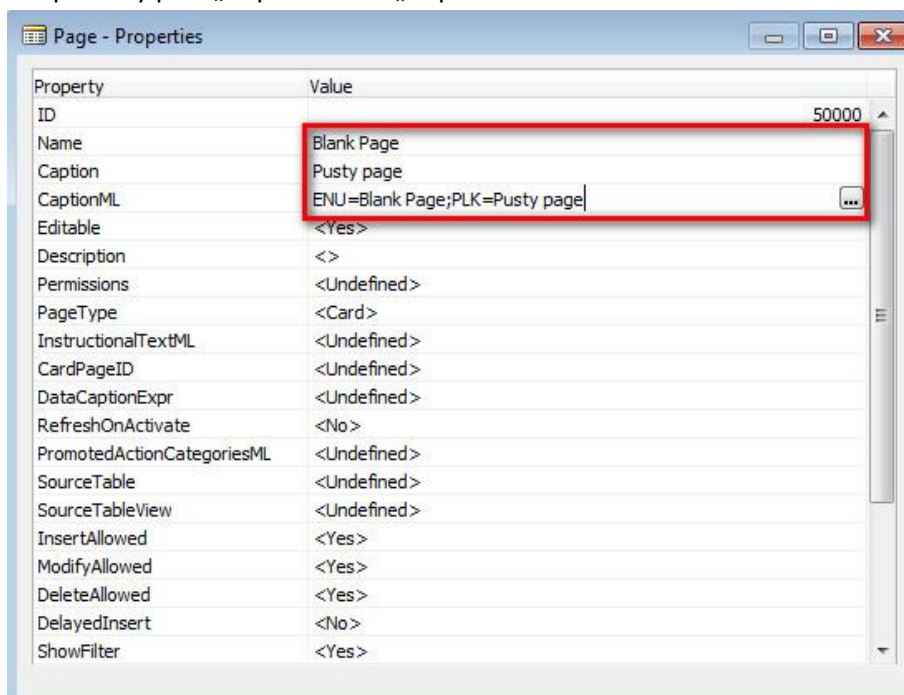 Page - Properties
Property Value
ID 50000
Name Blank Page
Caption Pusty page
CaptionML ENU=Blank Page;PLK=Pusty page ...
Editable <Yes>
Description <>
Permissions <Undefined>
PageType <Card>
InstructionalTextML <Undefined>
CardPageID <Undefined>
DataCaptionExpr <Undefined>
RefreshOnActivate <No>
PromotedActionCategoriesML <Undefined>
SourceTable <Undefined>
SourceTableView <Undefined>
InsertAllowed <Yes>
ModifyAllowed <Yes>
DeleteAllowed <Yes>
DelayedInsert <No>
ShowFilter <Yes>